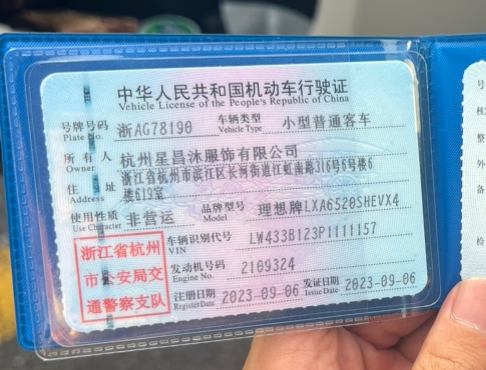 中华人民共和国机动车行驶证
Vehicle License of the People's Republic of China
号牌号码 浙AG78190 车辆类型 小型普通客车
Plate No. Vehicle Type
所有人 杭州星昌沐服饰有限公司
Owner
住址 浙江省杭州市滨江区长河街道江虹南路316号6号楼6
Address 楼619室
使用性质 非营运 品牌型号 理想牌LXA6520SHEVX4
Use Character Model
浙江省杭州
市公安局交
通警察支队
车辆识别代号 LW433B123P1111157
VIN
发动机号码 2109324
Engine No.
注册日期 2023-09-06 发证日期 2023-09-06
Register Date Issue Date
号
核
整
外
备
检